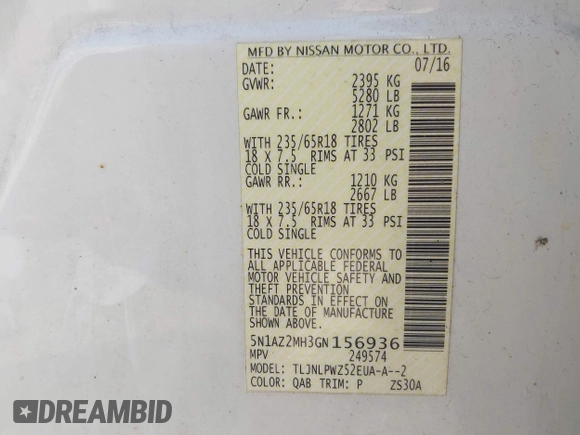 MFD BY NISSAN MOTOR CO., LTD.
DATE: 07/16
GVWR: 2395 KG
5280 LB
GAWR FR.: 1271 KG
2802 LB
WITH 235/65R18 TIRES
18 X 7.5 RIMS AT 33 PSI
COLD SINGLE
GAWR RR.: 1210 KG
2667 LB
WITH 235/65R18 TIRES
18 X 7.5 RIMS AT 33 PSI
COLD SINGLE
THIS VEHICLE CONFORMS TO
ALL APPLICABLE FEDERAL
MOTOR VEHICLE SAFETY AND
THEFT PREVENTION
STANDARDS IN EFFECT ON
THE DATE OF MANUFACTURE
SHOWN ABOVE.
5N1AZ2MH3GN156936
MPV 249574
MODEL: TLJNLPWZ52EUA-A--2
COLOR: QAB TRIM: P ZS30A
DREAMBID
DREAMBID